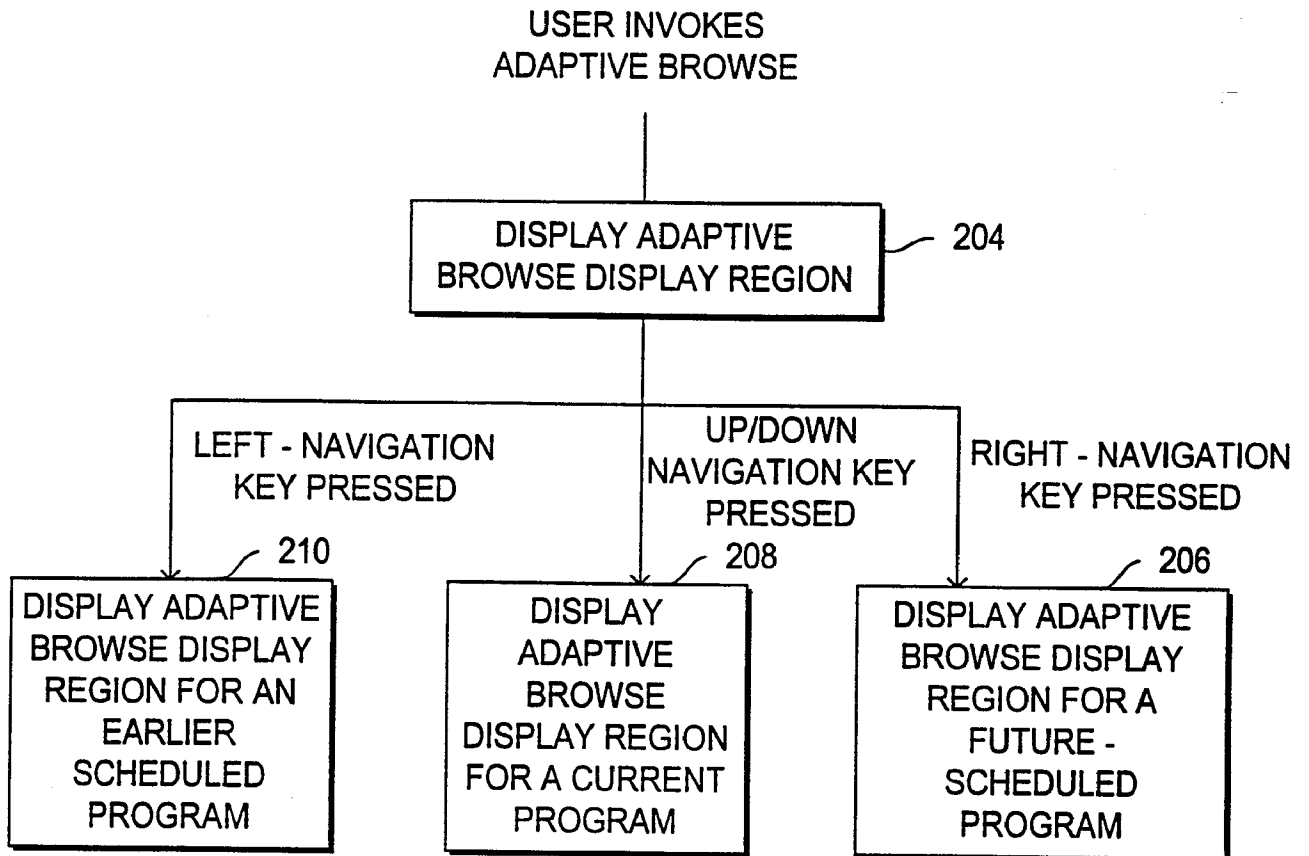 USER INVOKES
ADAPTIVE BROWSE
DISPLAY ADAPTIVE
BROWSE DISPLAY REGION
204
LEFT - NAVIGATION
KEY PRESSED
UP/DOWN
NAVIGATION KEY
PRESSED
RIGHT - NAVIGATION
KEY PRESSED
210
DISPLAY ADAPTIVE
BROWSE DISPLAY
REGION FOR AN
EARLIER
SCHEDULED
PROGRAM
208
DISPLAY
ADAPTIVE
BROWSE
DISPLAY REGION
FOR A CURRENT
PROGRAM
206
DISPLAY ADAPTIVE
BROWSE DISPLAY
REGION FOR A
FUTURE -
SCHEDULED
PROGRAM